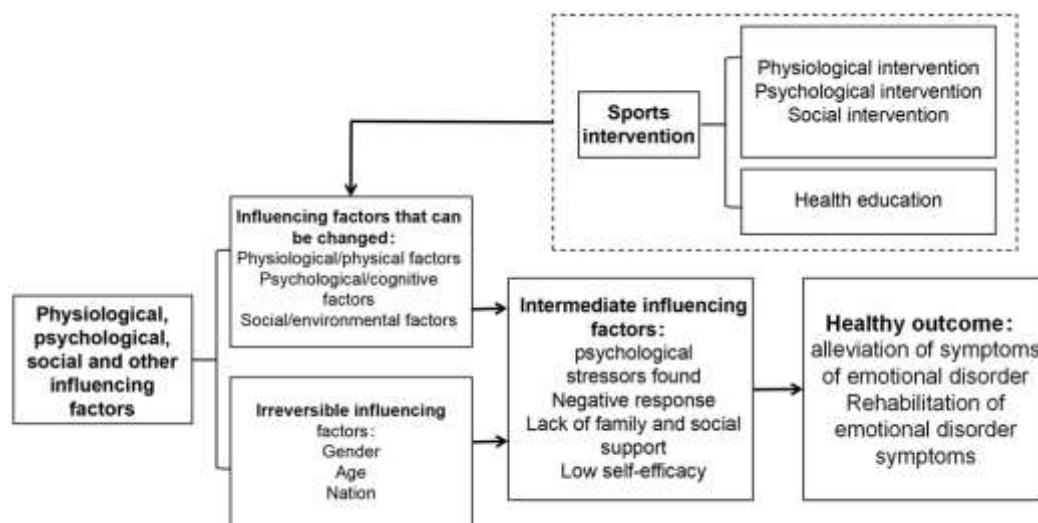 Physiological intervention
Psychological intervention
Social intervention
Sports
intervention
Health education
Influencing factors that can
be changed:
Physiological/physical factors
Psychological/cognitive
factors
Social/environmental factors
Physiological,
psychological,
social and other
influencing
factors
Irreversible influencing
factors:
Gender
Age
Nation
Intermediate influencing
factors:
psychological
stressors found
Negative response
Lack of family and social
support
Low self-efficacy
Healthy outcome:
alleviation of symptoms
of emotional disorder
Rehabilitation of
emotional disorder
symptoms